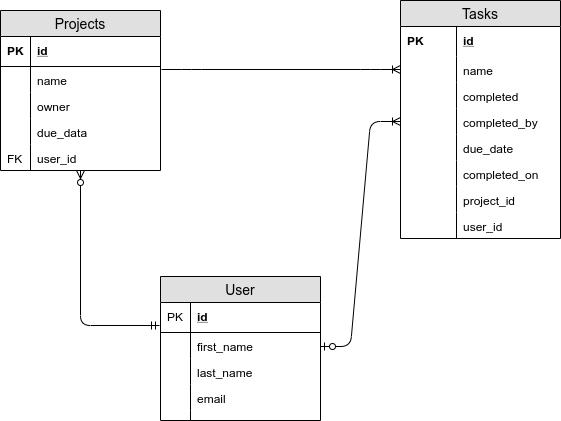 Projects
PK id
name
owner
due_data
FK user_id
Tasks
PK id
name
completed
completed_by
due_date
completed_on
project_id
user_id
User
PK id
first_name
last_name
email